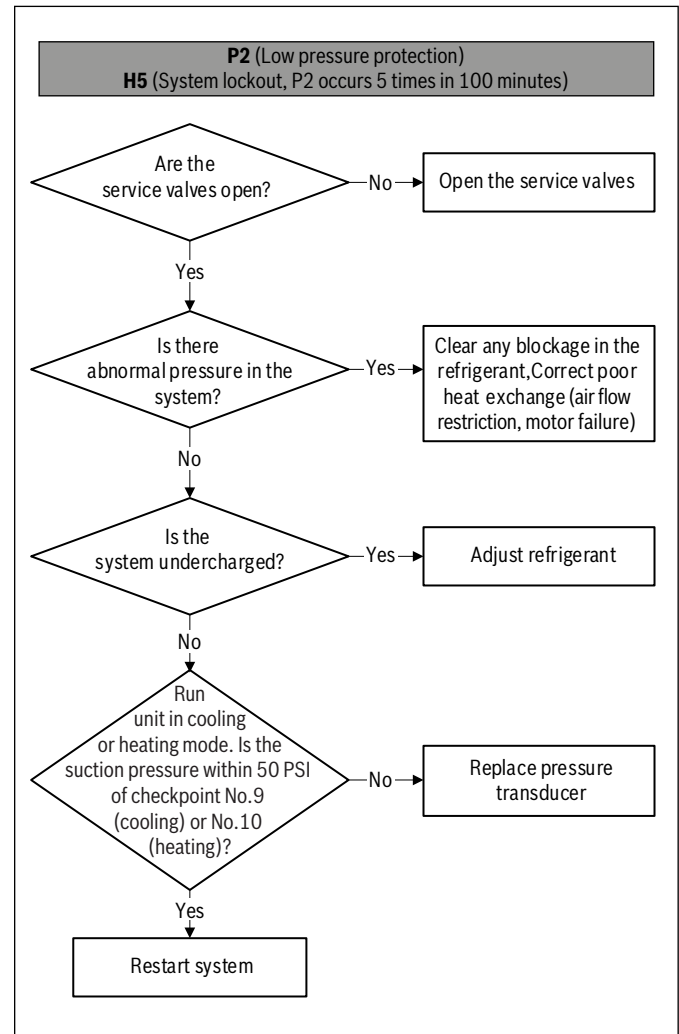 P2 (Low pressure protection)
H5 (System lockout, P2 occurs 5 times in 100 minutes)
Are the
service valves open?
No
Open the service valves
Yes
Is there
abnormal pressure in the
system?
Yes
Clear any blockage in the
refrigerant,Correct poor
heat exchange (air flow
restriction, motor failure)
No
Is the
system undercharged?
Yes
Adjust refrigerant
No
Run
unit in cooling
or heating mode. Is the
suction pressure within 50 PSI
of checkpoint No.9
(cooling) or No.10
(heating)?
No
Replace pressure
transducer
Yes
Restart system